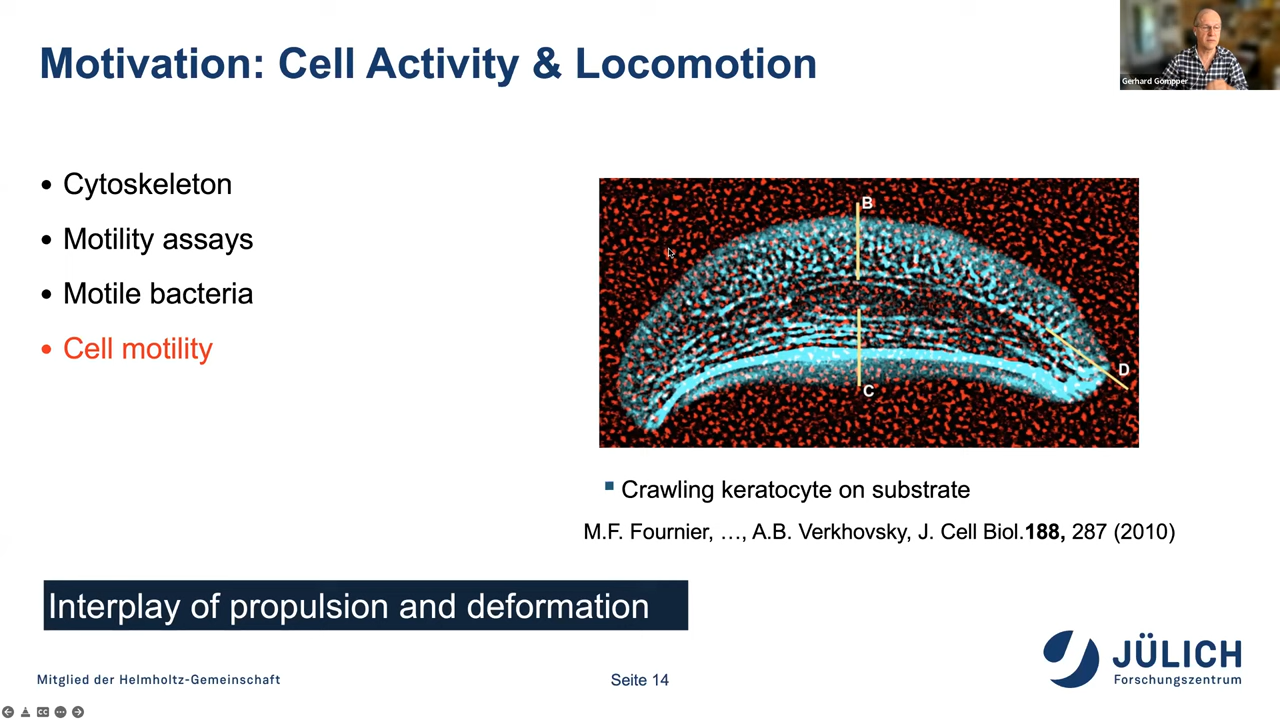 Motivation: Cell Activity & Locomotion
Gerhard Gompper
• Cytoskeleton
• Motility assays
• Motile bacteria
• Cell motility
B
D
C
Crawling keratocyte on substrate
M.F. Fournier, …, A.B. Verkhovsky, J. Cell Biol.188, 287 (2010)
Interplay of propulsion and deformation
JÜLICH
Forschungszentrum
Mitglied der Helmholtz-Gemeinschaft
Seite 14